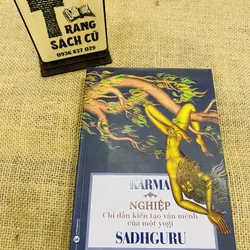 TRANG
SÁCH CŨ
0936 827 029
KARMA
NGHIỆP
Chỉ dẫn kiến tạo vận mệnh
của một yogi
SADHGURU